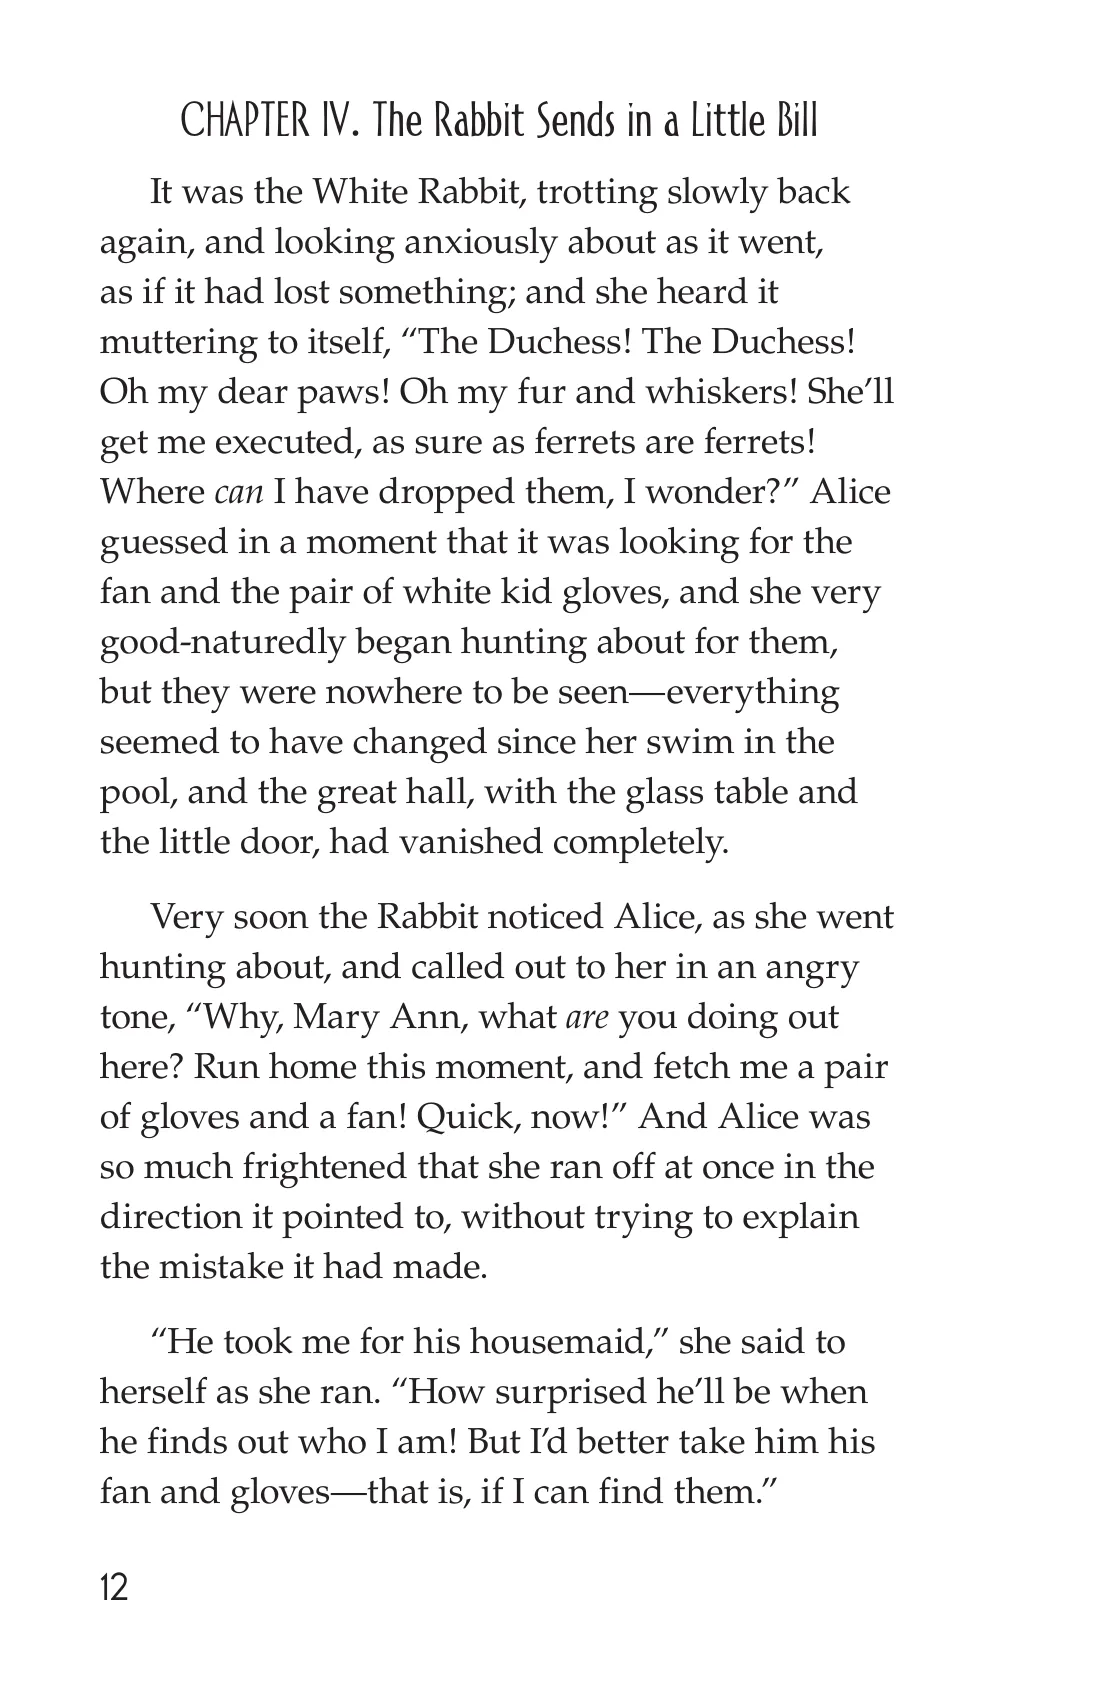 CHAPTER IV. The Rabbit Sends in a Little Bill
It was the White Rabbit, trotting slowly back
again, and looking anxiously about as it went,
as if it had lost something; and she heard it
muttering to itself, “The Duchess! The Duchess!
Oh my dear paws! Oh my fur and whiskers! She’ll
get me executed, as sure as ferrets are ferrets!
Where can I have dropped them, I wonder?” Alice
guessed in a moment that it was looking for the
fan and the pair of white kid gloves, and she very
good-naturedly began hunting about for them,
but they were nowhere to be seen—everything
seemed to have changed since her swim in the
pool, and the great hall, with the glass table and
the little door, had vanished completely.
Very soon the Rabbit noticed Alice, as she went
hunting about, and called out to her in an angry
tone, “Why, Mary Ann, what are you doing out
here? Run home this moment, and fetch me a pair
of gloves and a fan! Quick, now!” And Alice was
so much frightened that she ran off at once in the
direction it pointed to, without trying to explain
the mistake it had made.
“He took me for his housemaid,” she said to
herself as she ran. “How surprised he’ll be when
he finds out who I am! But I’d better take him his
fan and gloves—that is, if I can find them.”
12